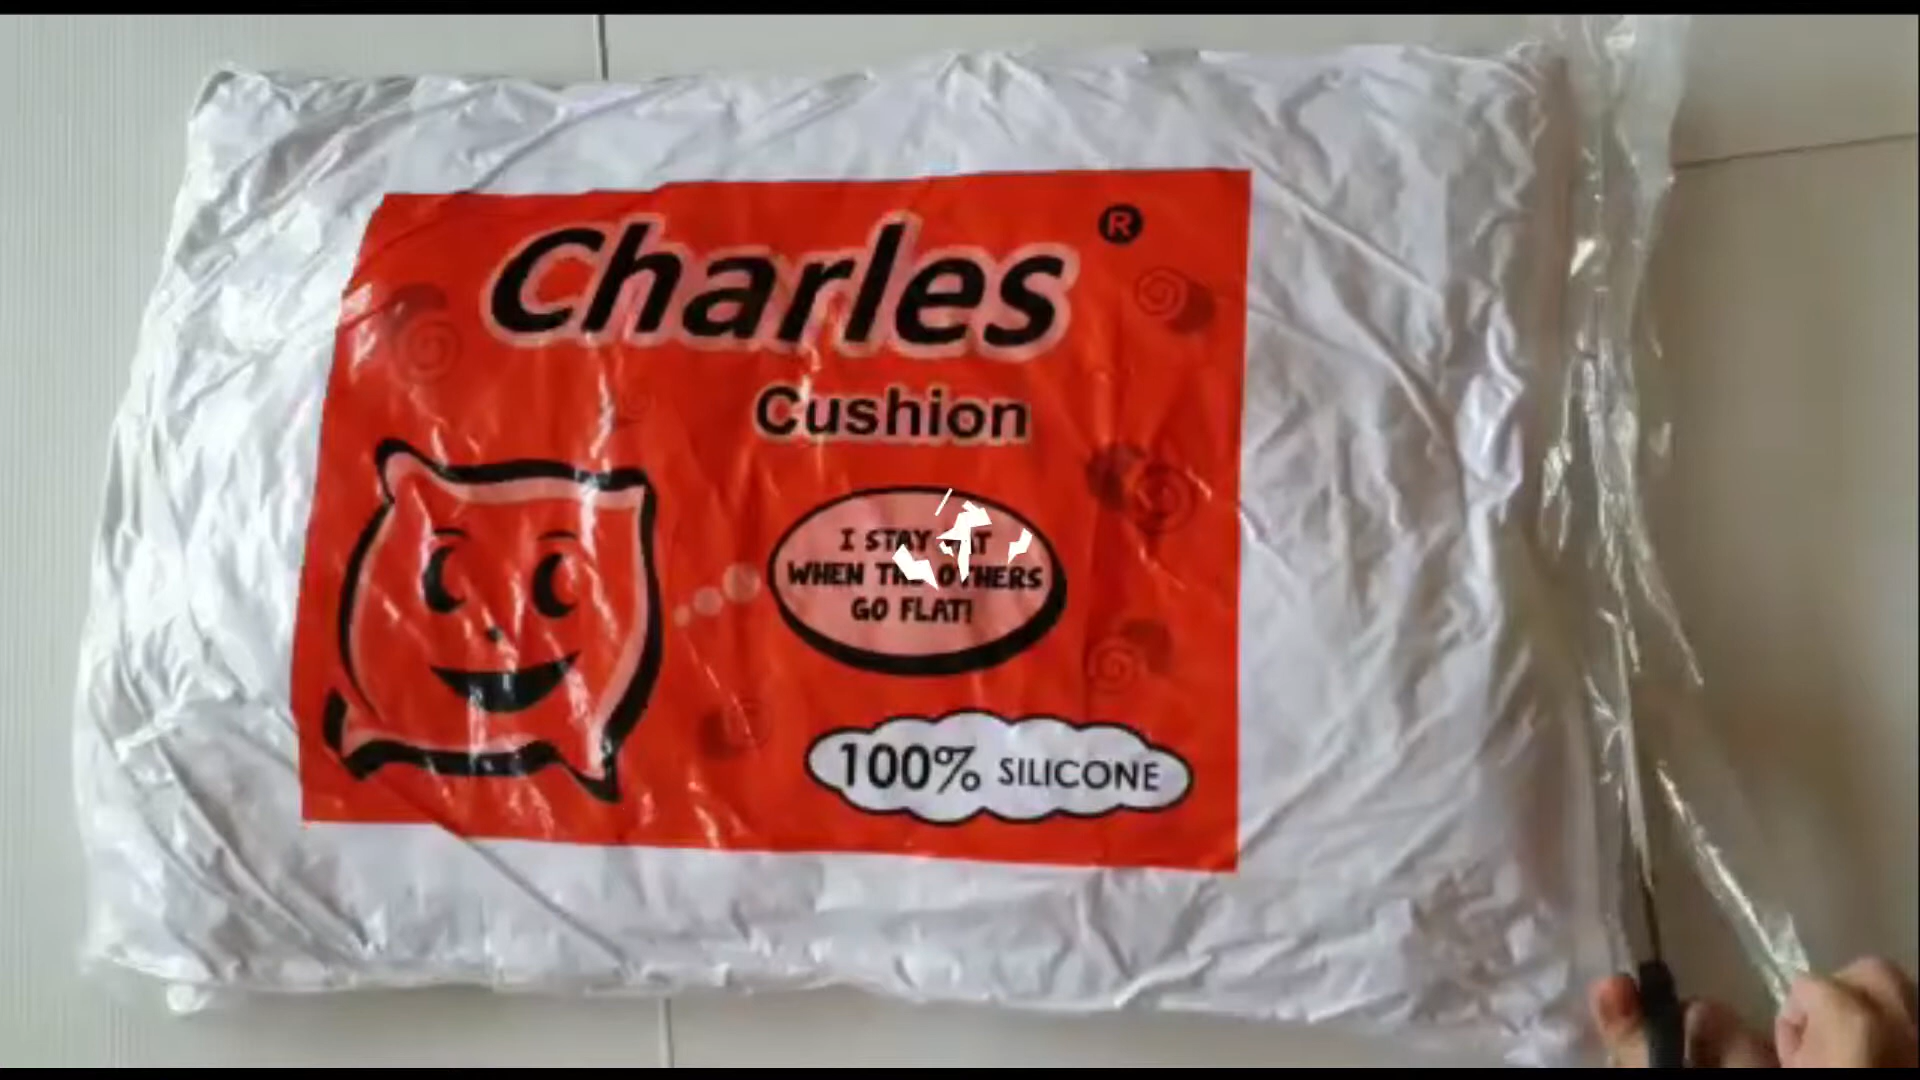 Charles ®
Cushion
I STAY
WHEN OTHERS
GO FLAT!
100% SILICONE